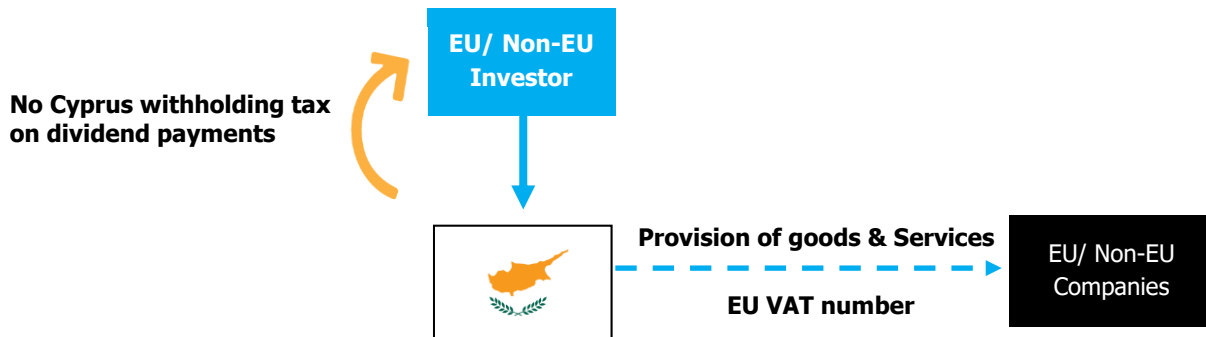 EU/ Non-EU
Investor
No Cyprus withholding tax
on dividend payments
Provision of goods & Services
EU VAT number
EU/ Non-EU
Companies